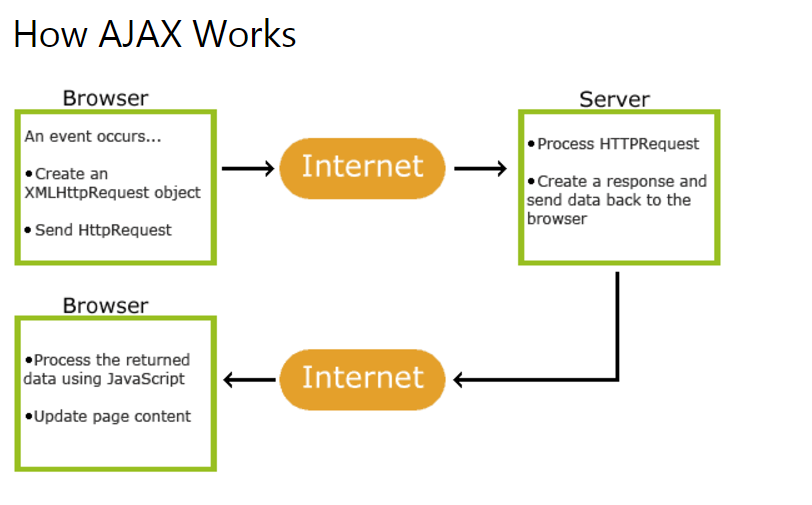 How AJAX Works
Browser
An event occurs...
•Create an
XMLHttpRequest object
• Send HttpRequest
Internet
Server
•Process HTTPRequest
•Create a response and
send data back to the
browser
Browser
•Process the returned
data using JavaScript
•Update page content
Internet